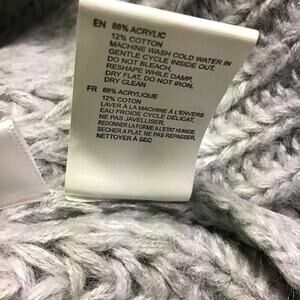 EN 88% ACRYLIC
12% COTTON
MACHINE WASH COLD WATER IN
GENTLE CYCLE INSIDE OUT,
DO NOT BLEACH,
RESHAPE WHILE DAMP,
DRY FLAT, DO NOT IRON,
DRY CLEAN
FR 88% ACRYLIQUE
12% COTON
LAVER À LA MACHINE À L'ENVERS
EAU FROIDE CYCLE DÉLICAT,
NE PAS JAVELLISER,
REDONNER LA FORME À L'ETAT HUMIDE,
SECHER A PLAT, NE PAS REPASSER,
NETTOYER À SEC